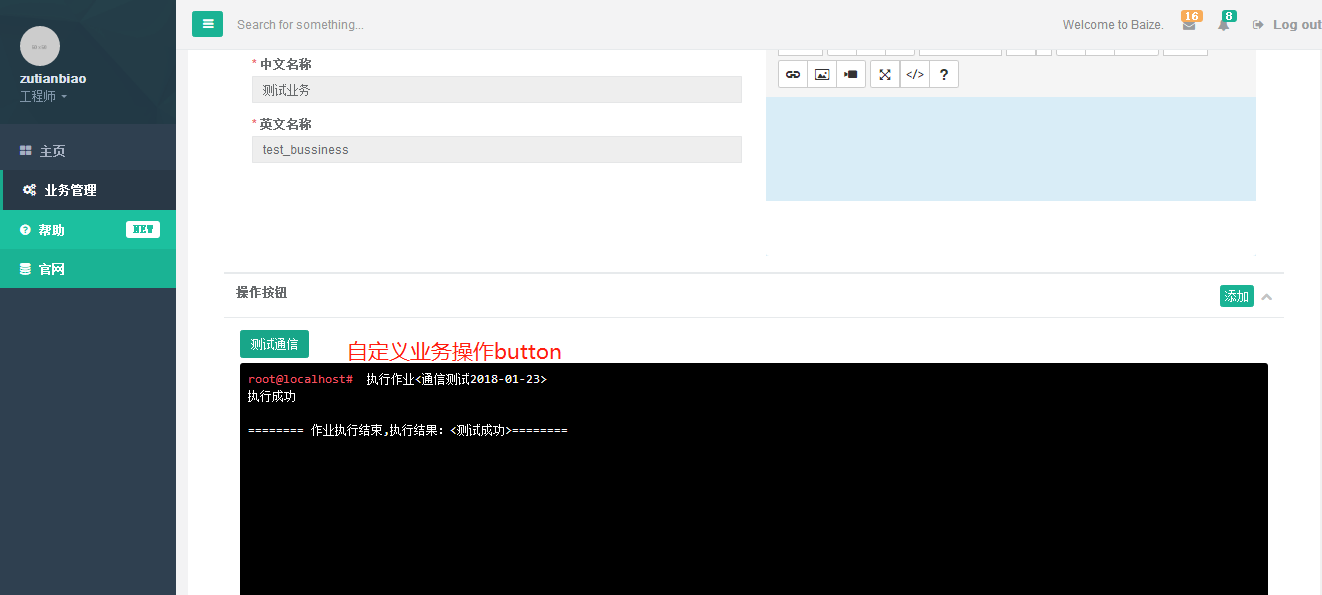 Search for something...
Welcome to Baize.
16
8
Log out
zutianbiao
工程师
主页
业务管理
帮助
NEW
官网
* 中文名称
测试业务
* 英文名称
test_bussiness
</>
?
操作按钮
添加
测试通信
自定义业务操作button
root@localhost# 执行作业<通信测试2018-01-23>
执行成功
======== 作业执行结束,执行结果: <测试成功>========